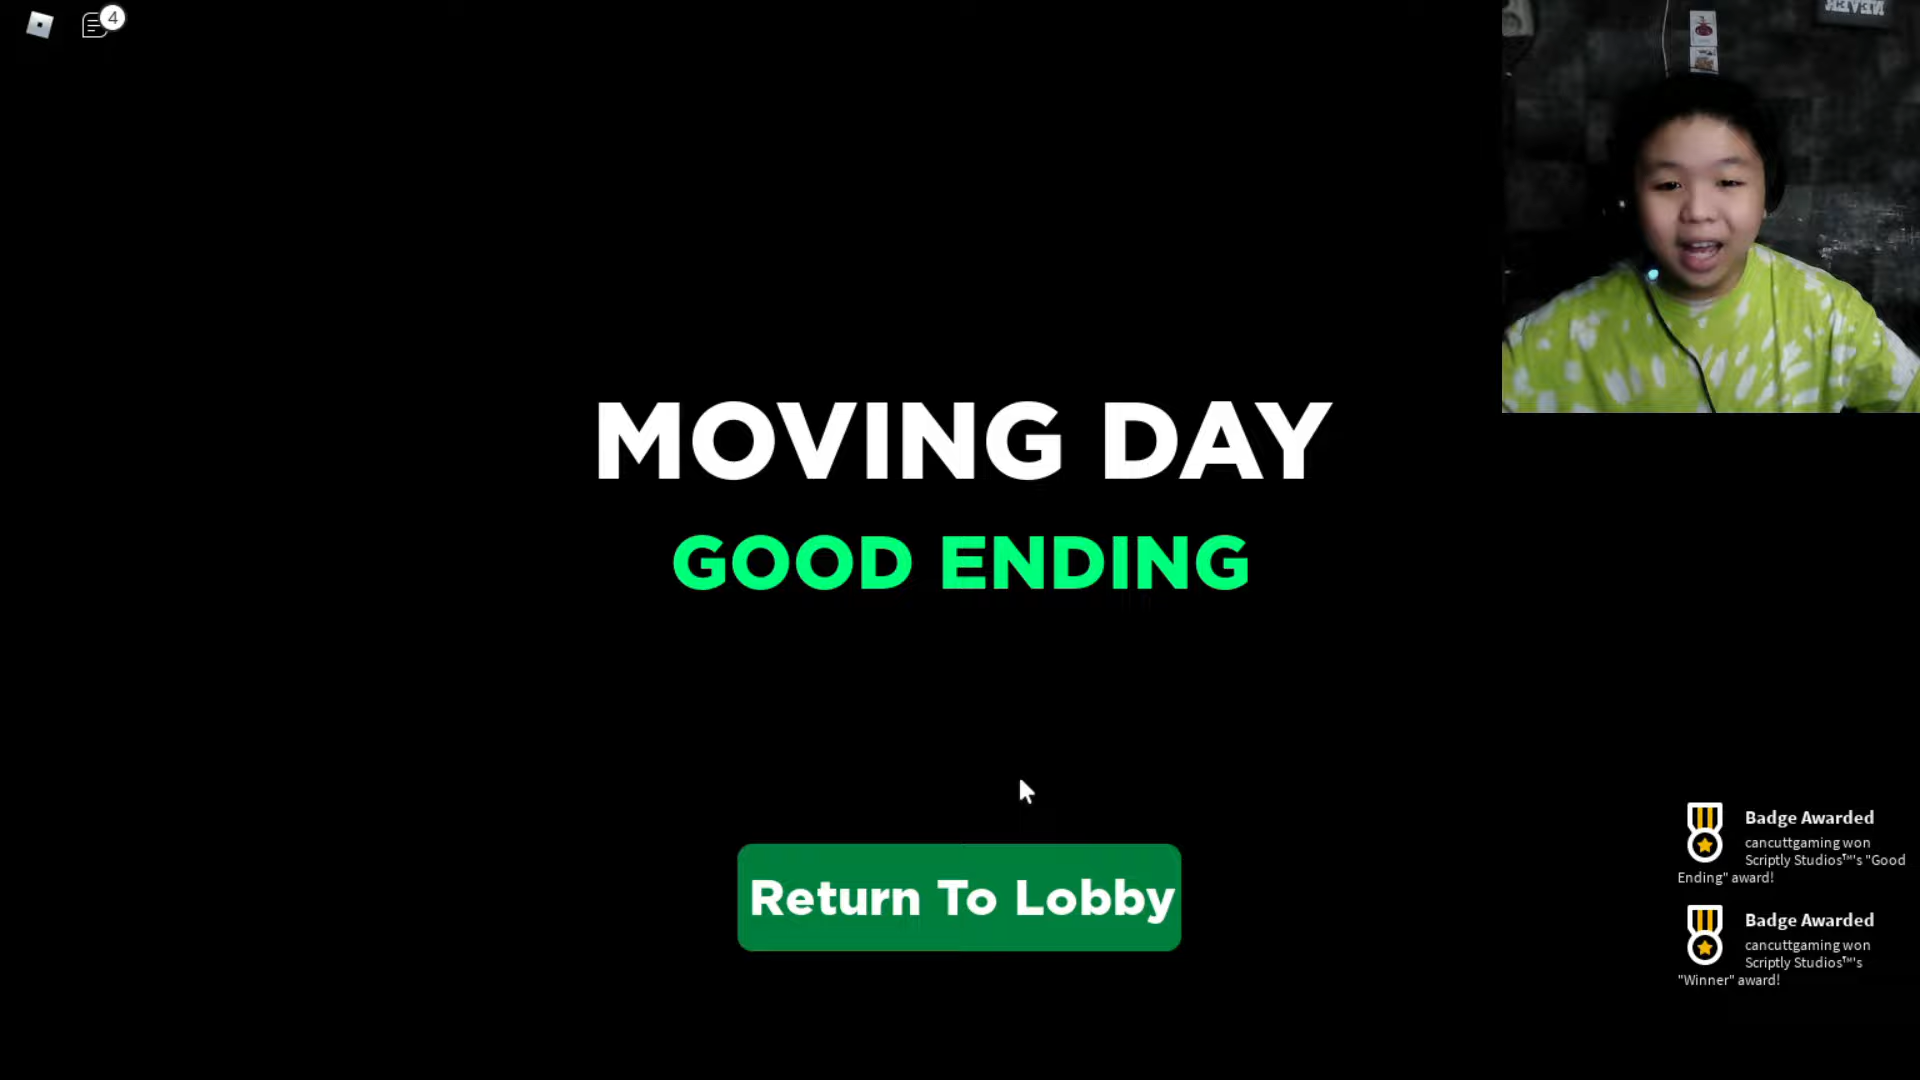 4
NEVER
MOVING DAY
GOOD ENDING
Return To Lobby
Badge Awarded
cancuttgaming won
Scriptly Studios™'s "Good
Ending" award!
Badge Awarded
cancuttgaming won
Scriptly Studios™'s
"Winner" award!